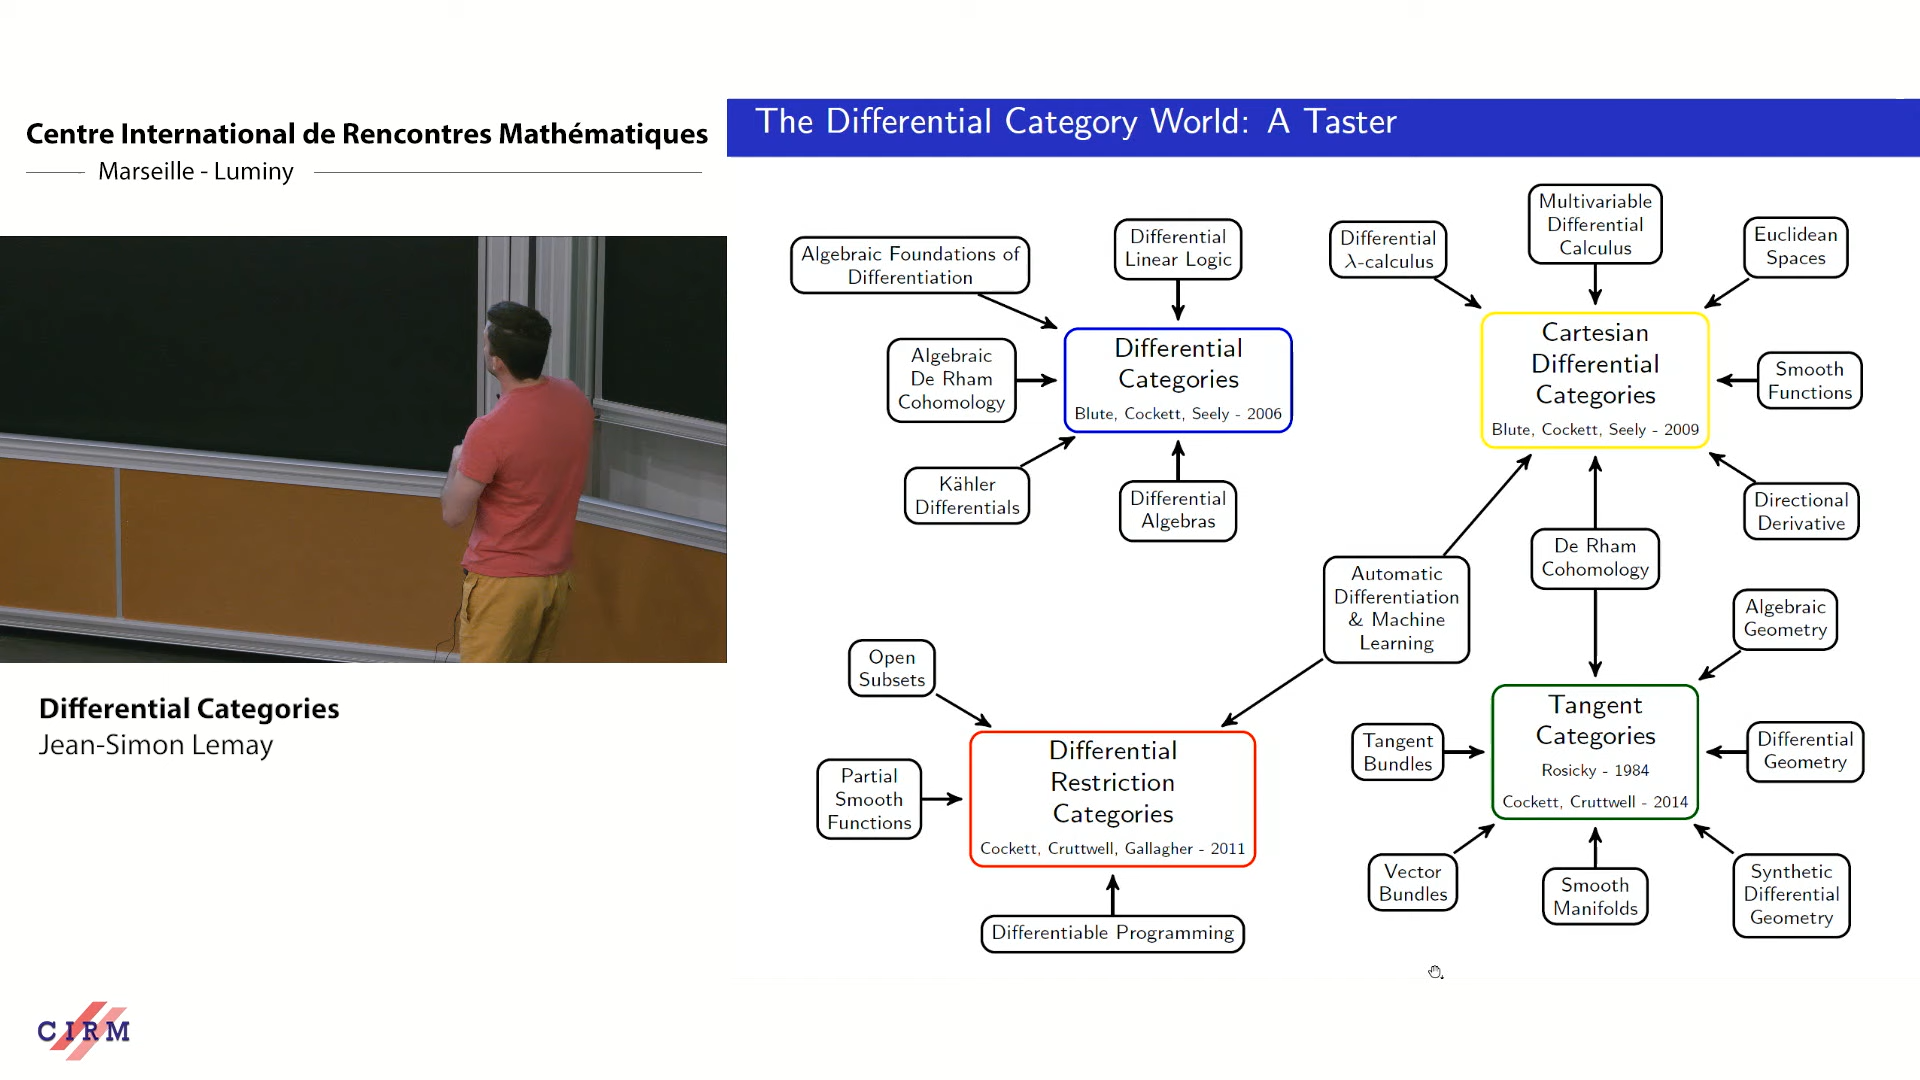 Centre International de Rencontres Mathématiques
Marseille - Luminy
Differential Categories
Jean-Simon Lemay
CIRM
The Differential Category World: A Taster
Algebraic Foundations of
Differentiation
Differential
Linear Logic
Algebraic
De Rham
Cohomology
Differential
Categories
Blute, Cockett, Seely - 2006
Kähler
Differentials
Differential
Algebras
Differential
λ-calculus
Multivariable
Differential
Calculus
Euclidean
Spaces
Cartesian
Differential
Categories
Blute, Cockett, Seely - 2009
Smooth
Functions
Directional
Derivative
De Rham
Cohomology
Automatic
Differentiation
& Machine
Learning
Open
Subsets
Partial
Smooth
Functions
Differential
Restriction
Categories
Cockett, Cruttwell, Gallagher - 2011
Differentiable Programming
Algebraic
Geometry
Tangent
Bundles
Tangent
Categories
Rosicky - 1984
Cockett, Cruttwell - 2014
Differential
Geometry
Vector
Bundles
Smooth
Manifolds
Synthetic
Differential
Geometry